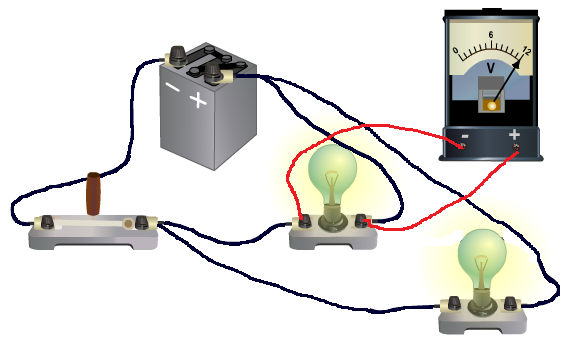 0 6 12
V
- +
− +